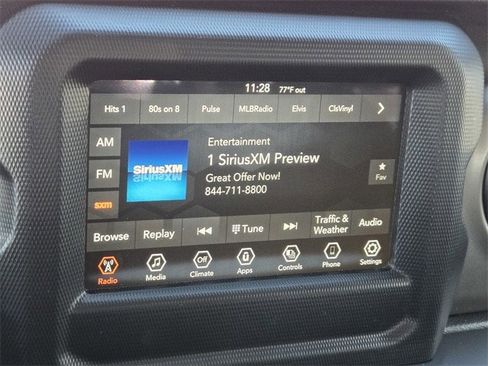 11:28 77°F out
Hits 1 80s on 8 Pulse MLBRadio Elvis ClsVinyl
AM
FM
sxm
SiriusXM
Entertainment
1 SiriusXM Preview
Great Offer Now!
844-711-8800
Fav
Browse Replay Tune Traffic & Weather Audio
Radio Media Off Climate Apps Controls Phone Settings